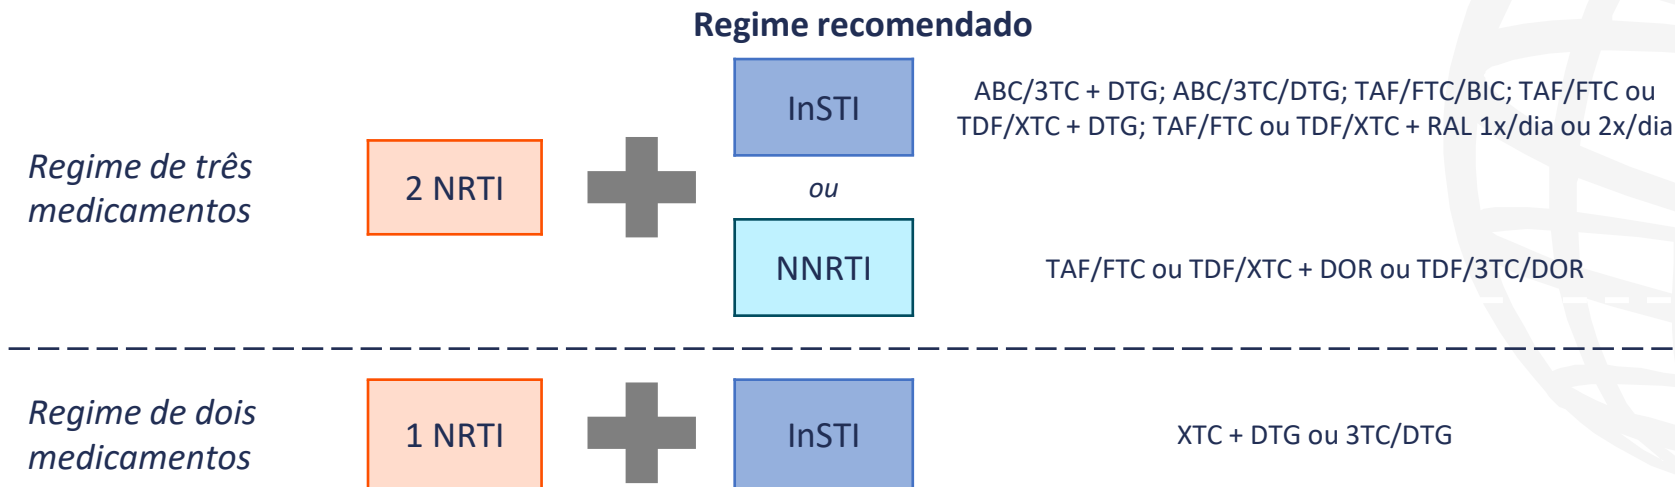 Regime recomendado
Regime de três
medicamentos
2 NRTI
InSTI
ou
NNRTI
ABC/3TC + DTG; ABC/3TC/DTG; TAF/FTC/BIC; TAF/FTC ou
TDF/XTC + DTG; TAF/FTC ou TDF/XTC + RAL 1x/dia ou 2x/dia
TAF/FTC ou TDF/XTC + DOR ou TDF/3TC/DOR
Regime de dois
medicamentos
1 NRTI
InSTI
XTC + DTG ou 3TC/DTG